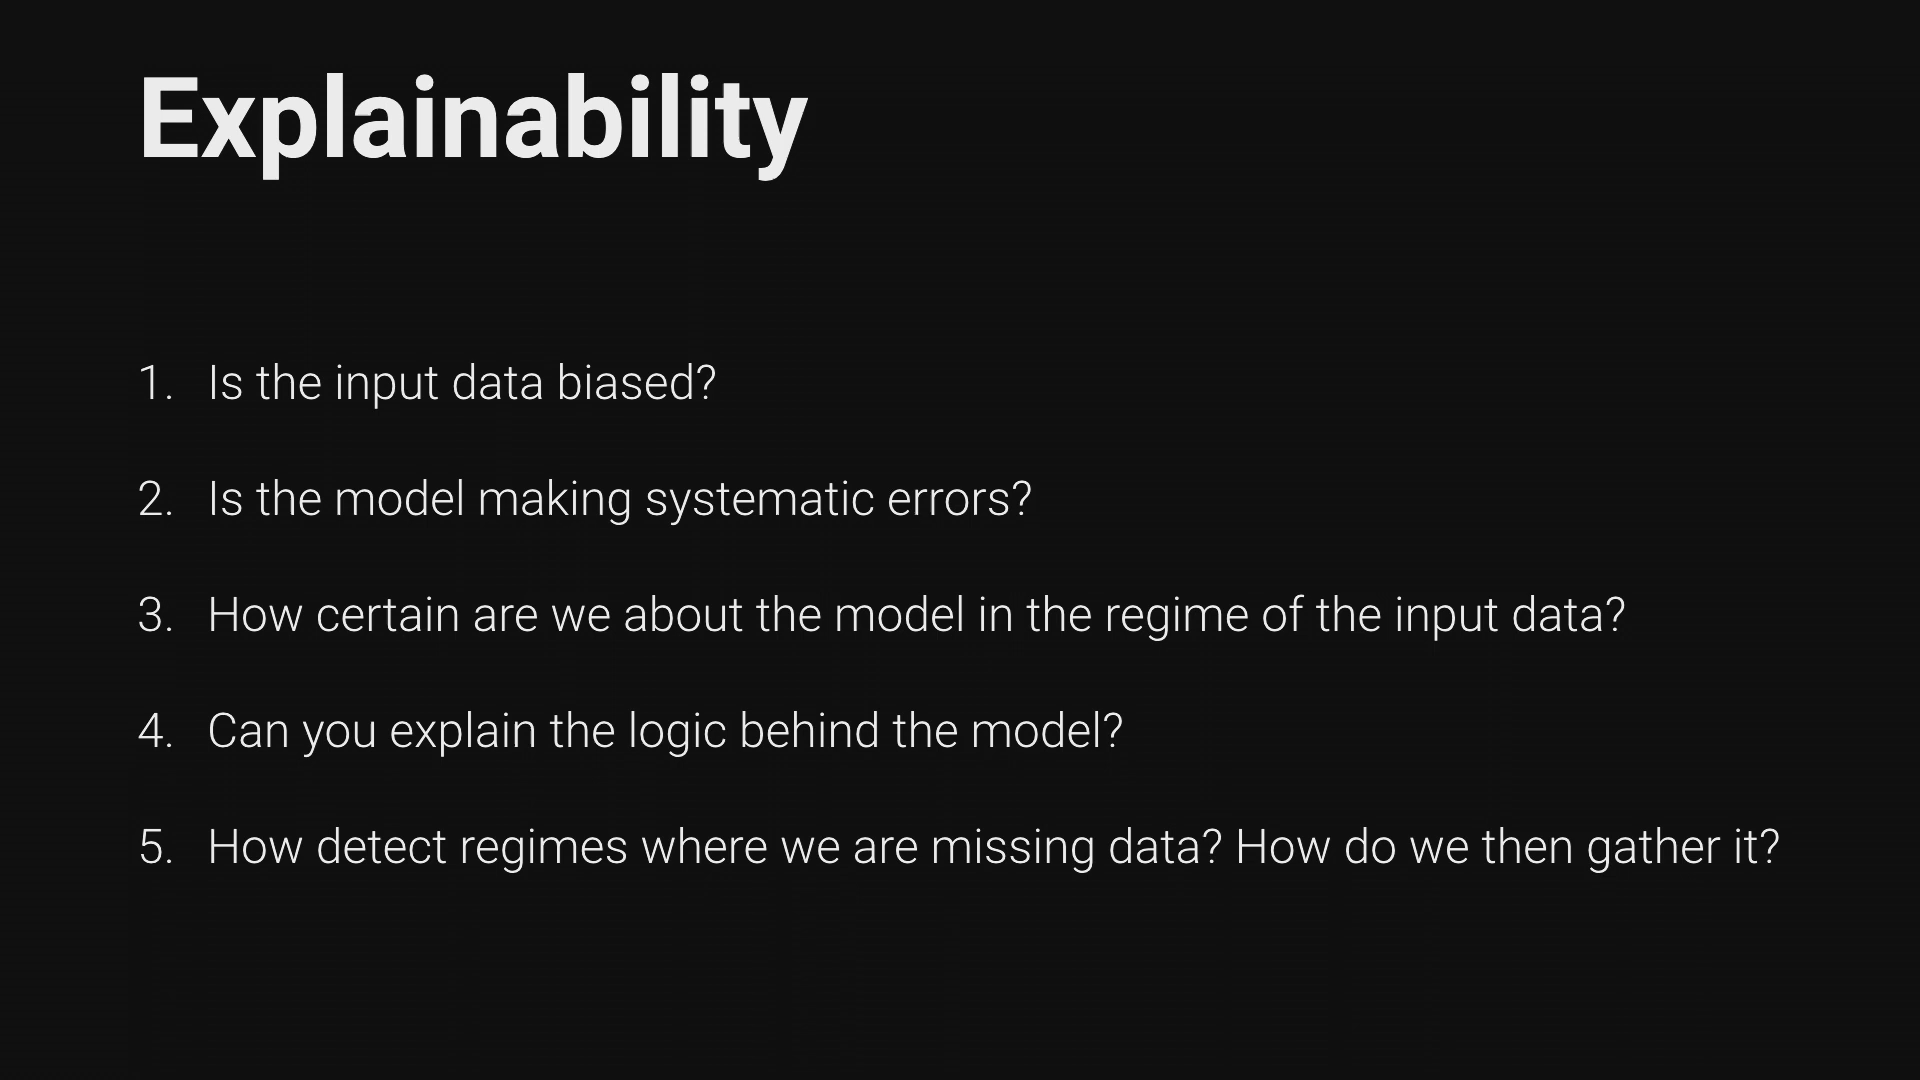 Explainability
1. Is the input data biased?
2. Is the model making systematic errors?
3. How certain are we about the model in the regime of the input data?
4. Can you explain the logic behind the model?
5. How detect regimes where we are missing data? How do we then gather it?